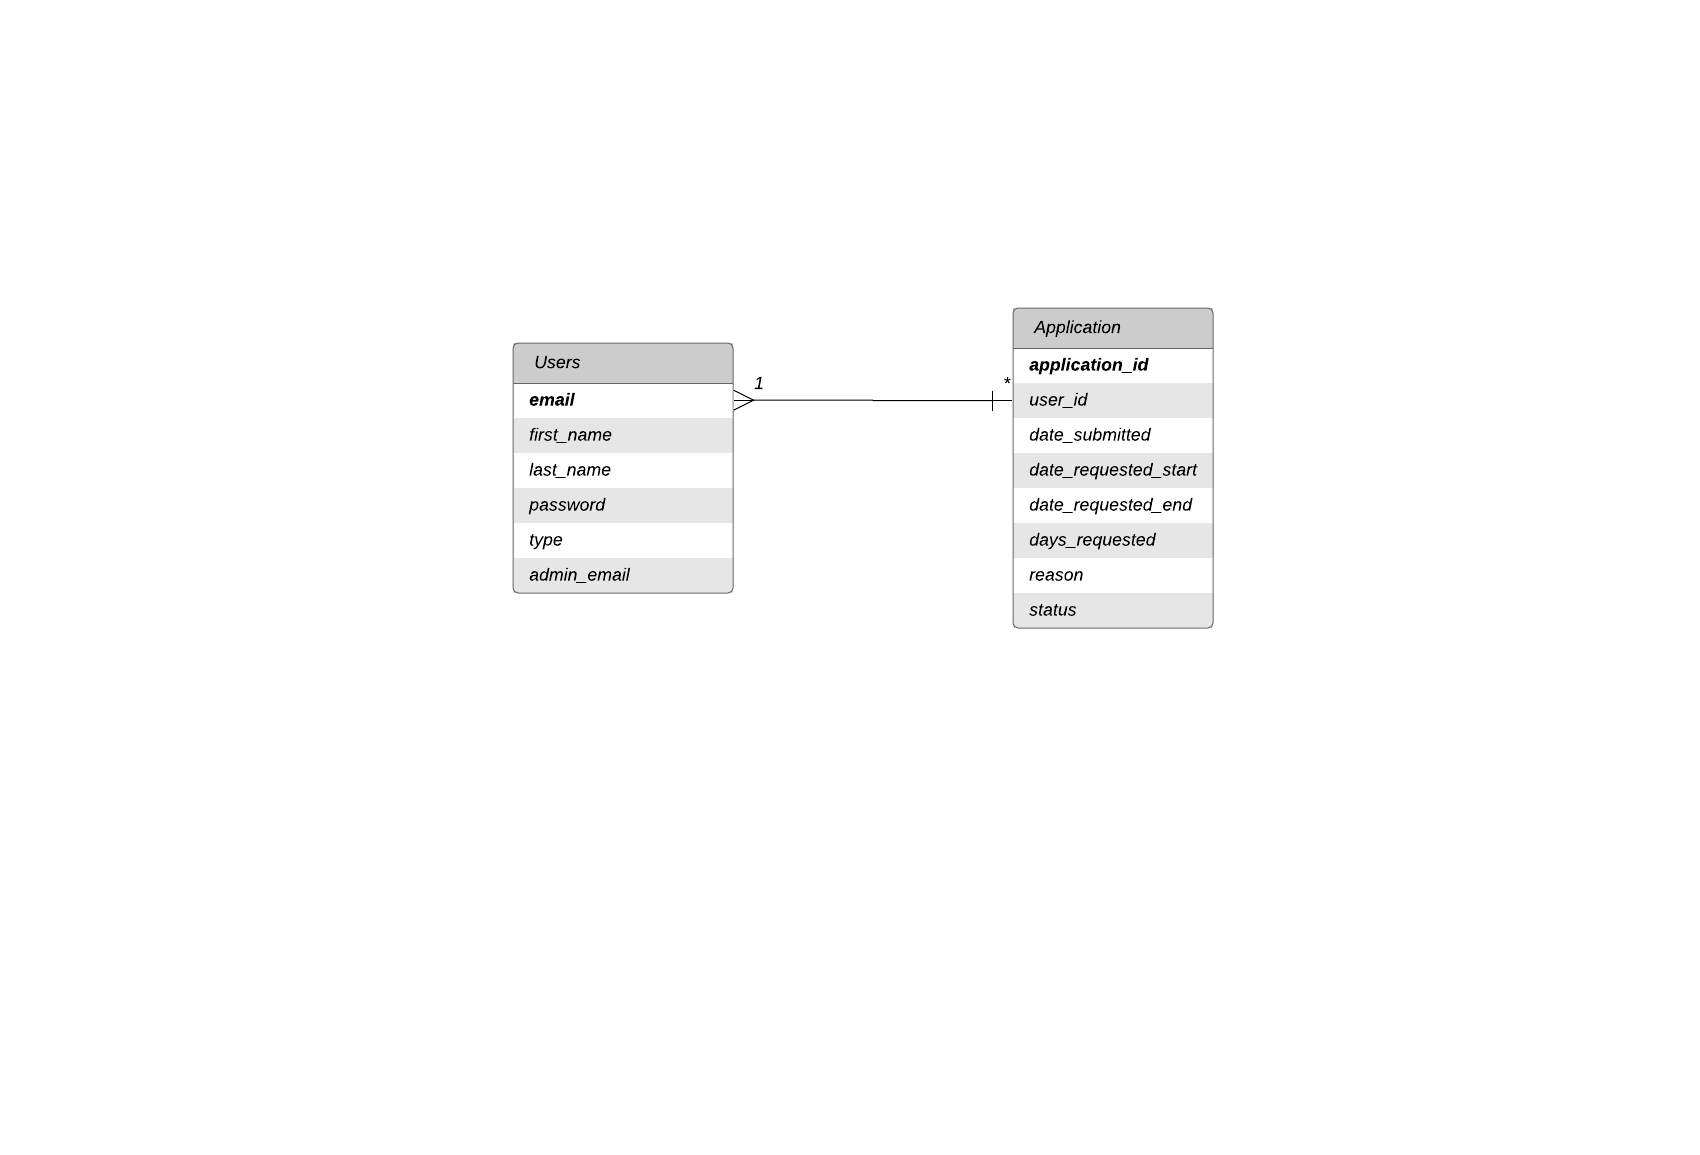 Users
email
first_name
last_name
password
type
admin_email
1
*
Application
application_id
user_id
date_submitted
date_requested_start
date_requested_end
days_requested
reason
status